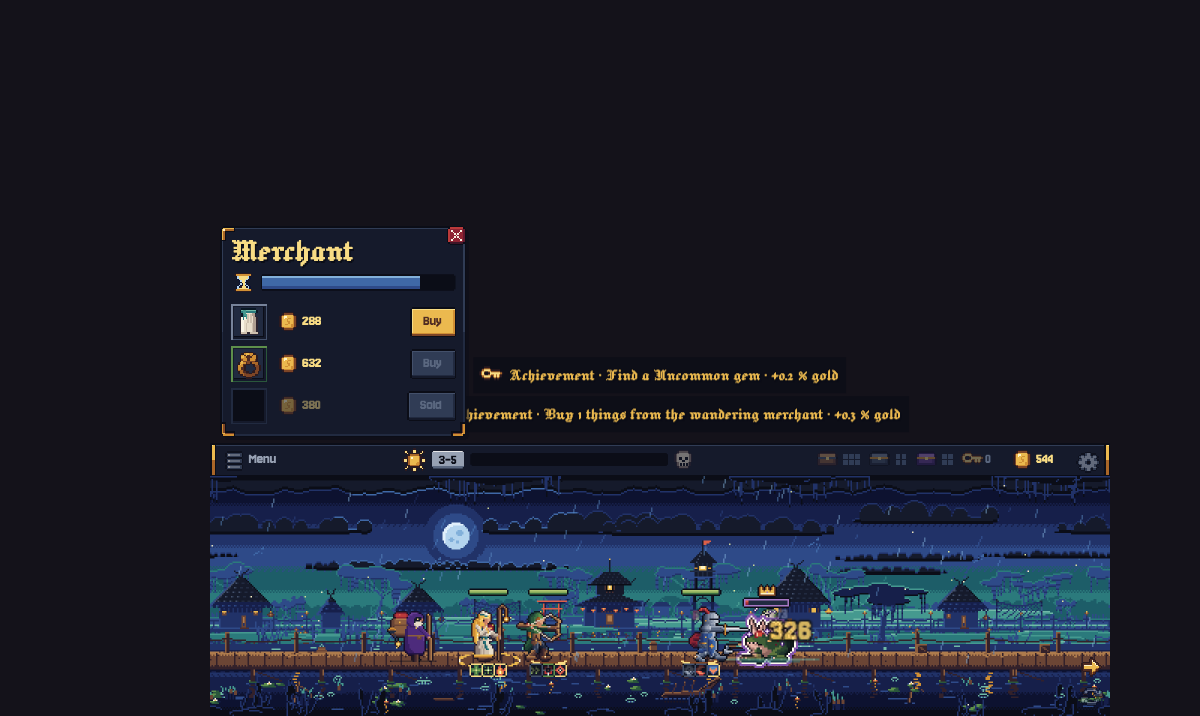 Merchant
288 Buy
632 Buy
380 Sold
Achievement · Find a Uncommon gem · +0.2 % gold
hievement · Buy 1 things from the wandering merchant · +0.3 % gold
Menu 3-5 0 544
326